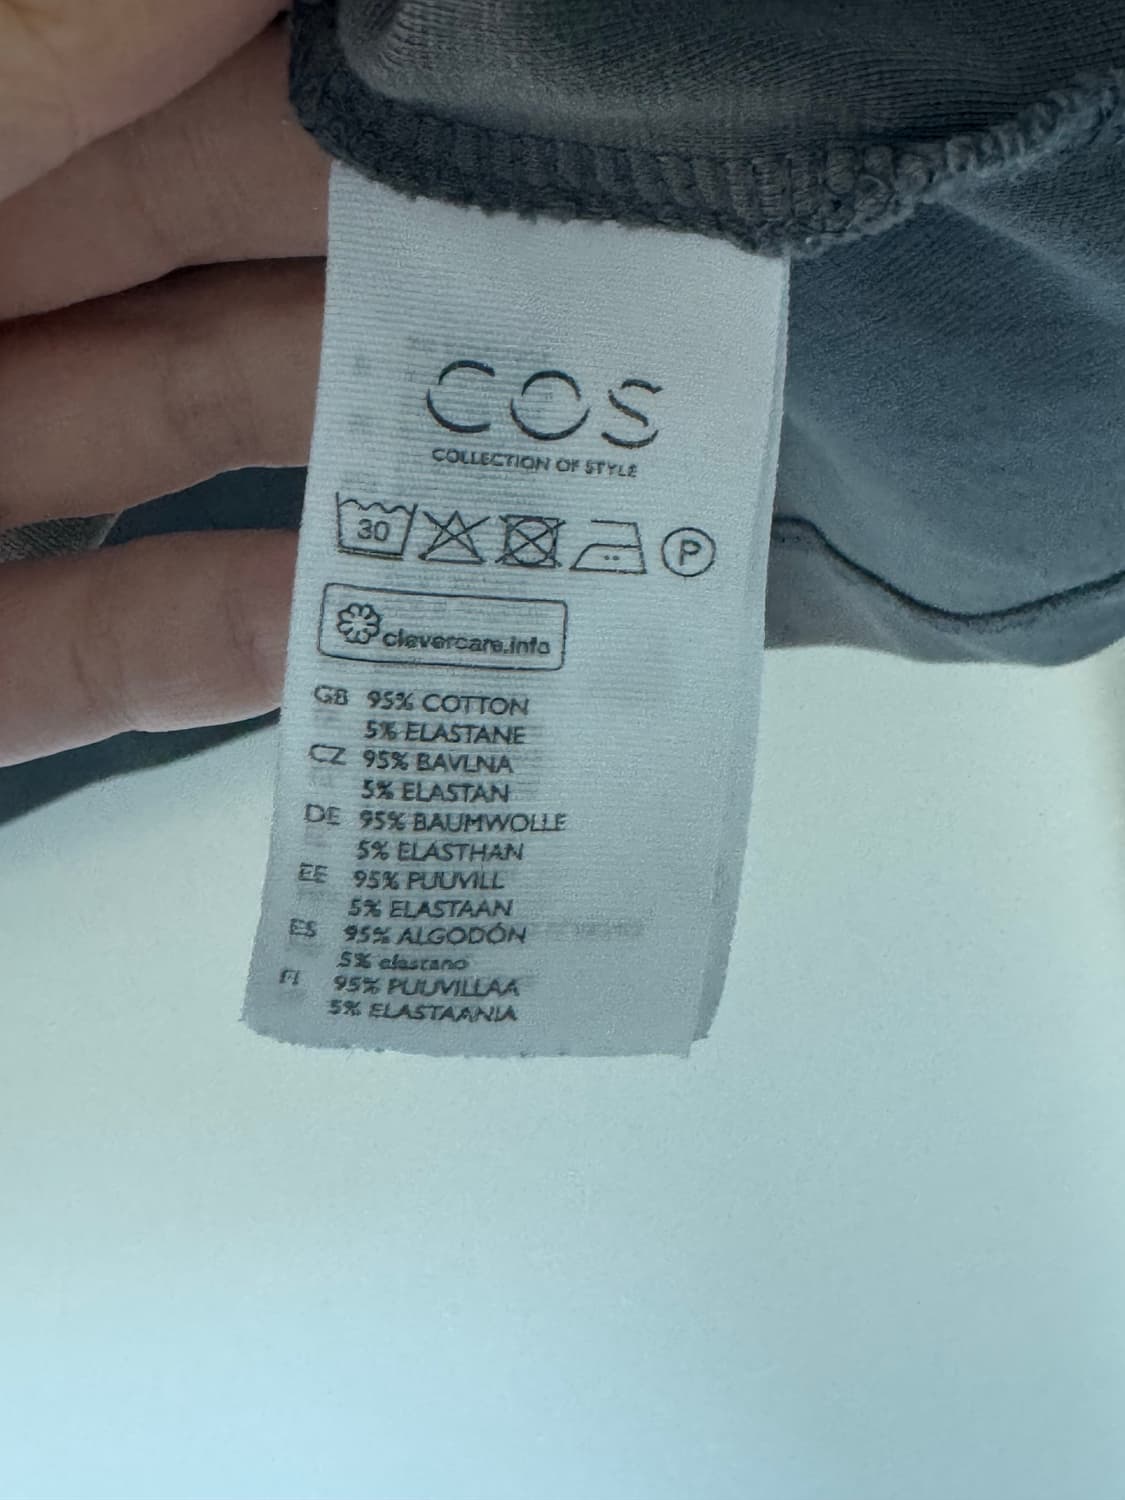 COS
COLLECTION OF STYLE
30 P
clevercare.info
GB 95% COTTON
5% ELASTANE
CZ 95% BAVLNA
5% ELASTAN
DE 95% BAUMWOLLE
5% ELASTHAN
EE 95% PUUVILL
5% ELASTAAN
ES 95% ALGODÓN
5% elastano
FI 95% PUUVILLAA
5% ELASTAANIA